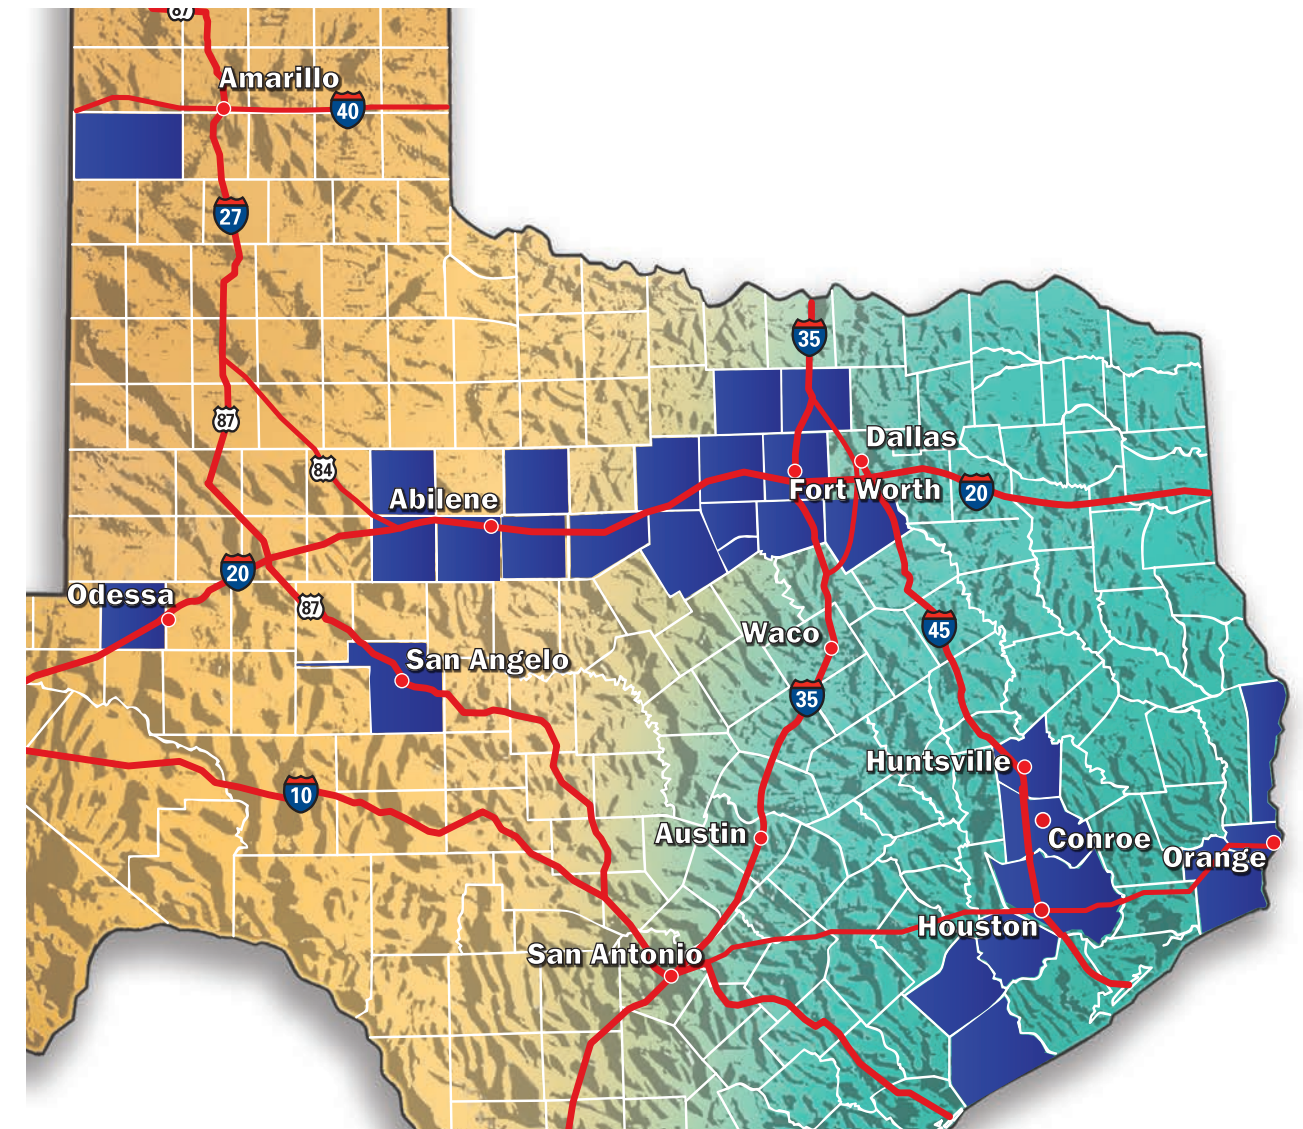 87
Amarillo
40
27
35
87
Dallas
84
Fort Worth
20
Abilene
20
Odessa
87
45
Waco
San Angelo
35
Huntsville
10
Austin
Conroe
Orange
Houston
San Antonio